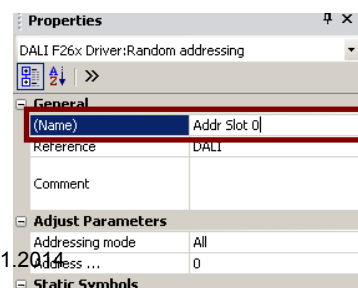 Properties
DALI F26x Driver:Random addressing
General
(Name) Addr Slot 0
Reference DALI
Comment
Adjust Parameters
Addressing mode All
1.2014
Address ... 0
Static Symbols